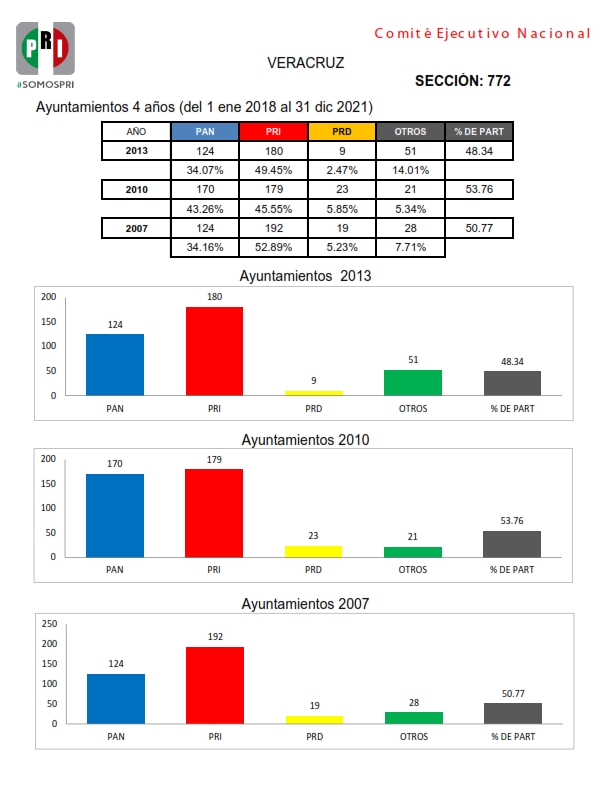 Comité Ejecutivo Nacional
PRI
#SOMOSPRI
VERACRUZ
SECCIÓN: 772
Ayuntamientos 4 años (del 1 ene 2018 al 31 dic 2021)
AÑO PAN PRI PRD OTROS % DE PART
2013 124 180 9 51 48.34
34.07% 49.45% 2.47% 14.01%
2010 170 179 23 21 53.76
43.26% 45.55% 5.85% 5.34%
2007 124 192 19 28 50.77
34.16% 52.89% 5.23% 7.71%
Ayuntamientos 2013
200
150
100
50
0
124 180 9 51 48.34
PAN PRI PRD OTROS % DE PART
Ayuntamientos 2010
200
150
100
50
0
170 179 23 21 53.76
PAN PRI PRD OTROS % DE PART
Ayuntamientos 2007
250
200
150
100
50
0
124 192 19 28 50.77
PAN PRI PRD OTROS % DE PART